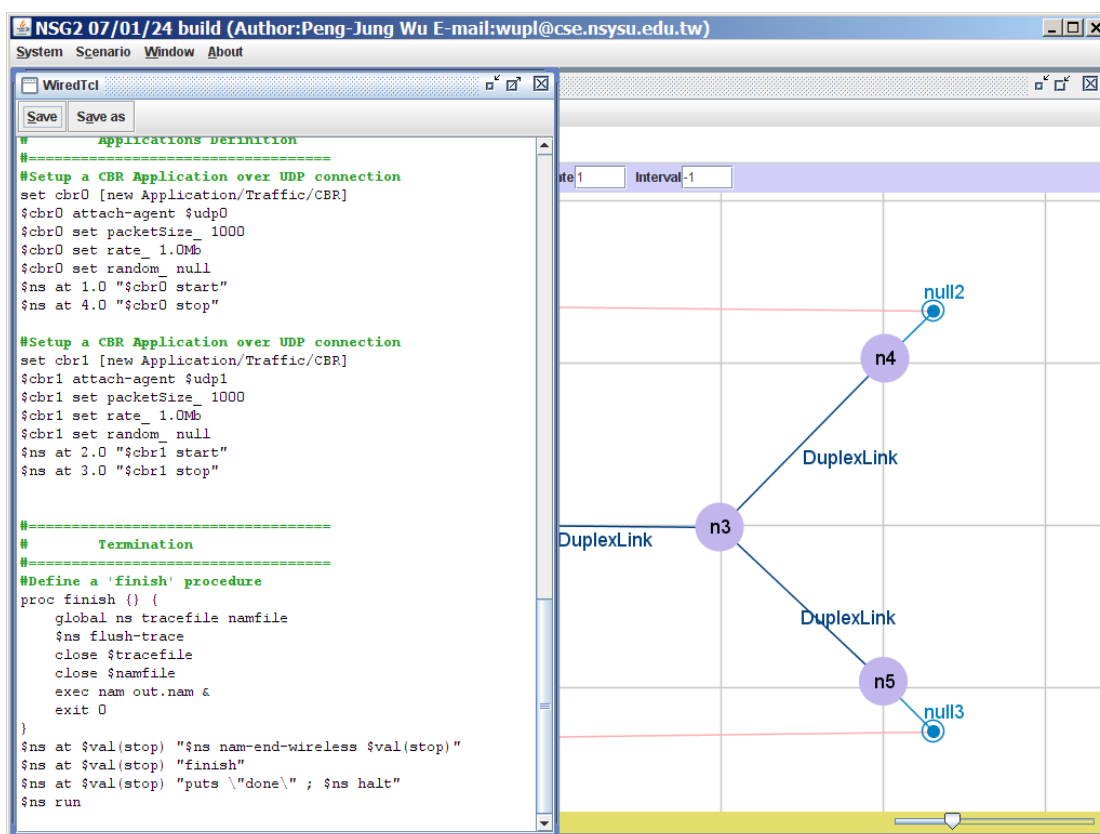 NSG2 07/01/24 build (Author:Peng-Jung Wu E-mail:wupl@cse.nsysu.edu.tw)
System Scenario Window About
WiredTcl
Save Save as
#        Applications Definition
#===================================
#Setup a CBR Application over UDP connection
set cbr0 [new Application/Traffic/CBR]
$cbr0 attach-agent $udp0
$cbr0 set packetSize_ 1000
$cbr0 set rate_ 1.0Mb
$cbr0 set random_ null
$ns at 1.0 "$cbr0 start"
$ns at 4.0 "$cbr0 stop"
#Setup a CBR Application over UDP connection
set cbr1 [new Application/Traffic/CBR]
$cbr1 attach-agent $udp1
$cbr1 set packetSize_ 1000
$cbr1 set rate_ 1.0Mb
$cbr1 set random_ null
$ns at 2.0 "$cbr1 start"
$ns at 3.0 "$cbr1 stop"
#===================================
#        Termination
#===================================
#Define a 'finish' procedure
proc finish {} {
    global ns tracefile namfile
    $ns flush-trace
    close $tracefile
    close $namfile
    exec nam out.nam &
    exit 0
}
$ns at $val(stop) "$ns nam-end-wireless $val(stop)"
$ns at $val(stop) "finish"
$ns at $val(stop) "puts \"done\" ; $ns halt"
$ns run
1 Interval -1
null2
n4
DuplexLink
n3
DuplexLink
DuplexLink
n5
null3